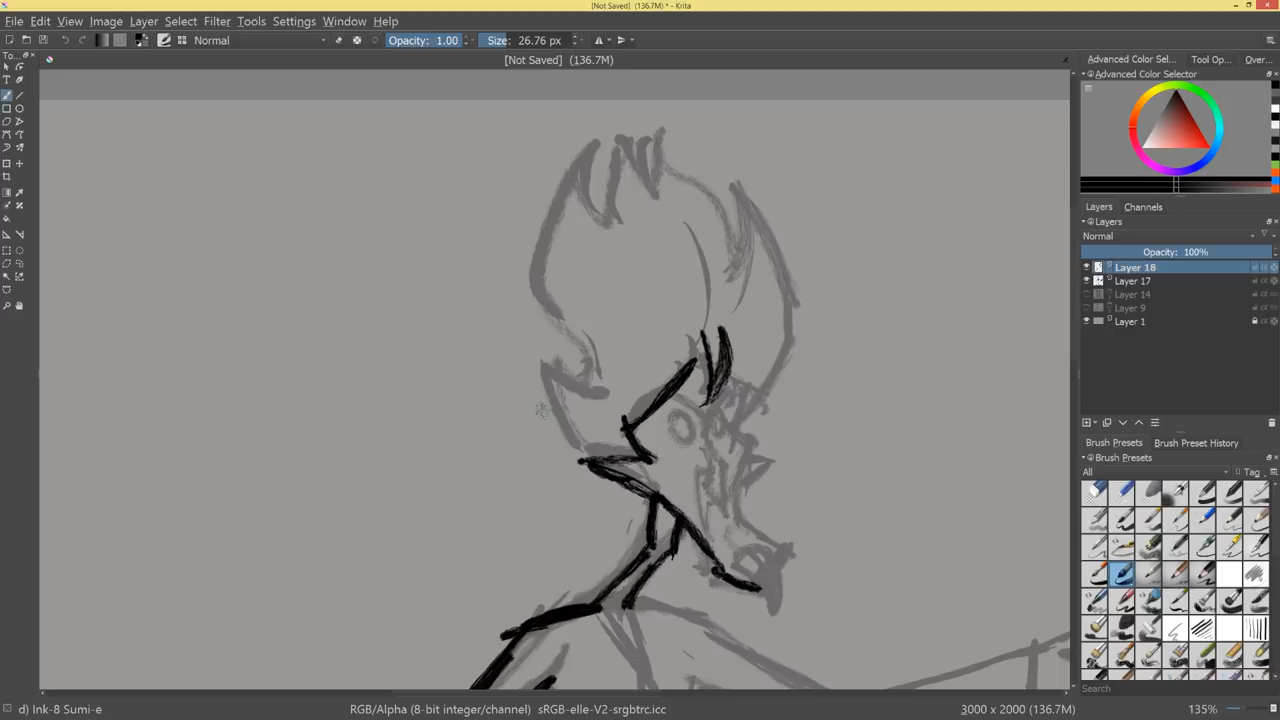 [Not Saved] (136.7M) * - Krita
File Edit View Image Layer Select Filter Tools Settings Window Help
Normal Opacity: 1.00 Size: 26.76 px
To... [Not Saved] (136.7M) Advanced Color Sel... Tool Op... Over...
Advanced Color Selector
Layers Channels
Layers
Normal
Opacity: 100%
Layer 18
Layer 17
Layer 14
Layer 9
Layer 1
Brush Presets Brush Preset History
Brush Presets
All Tag
Search
d) Ink-8 Sumi-e RGB/Alpha (8-bit integer/channel) sRGB-elle-V2-srgbtrc.icc 3000 x 2000 (136.7M) 135%